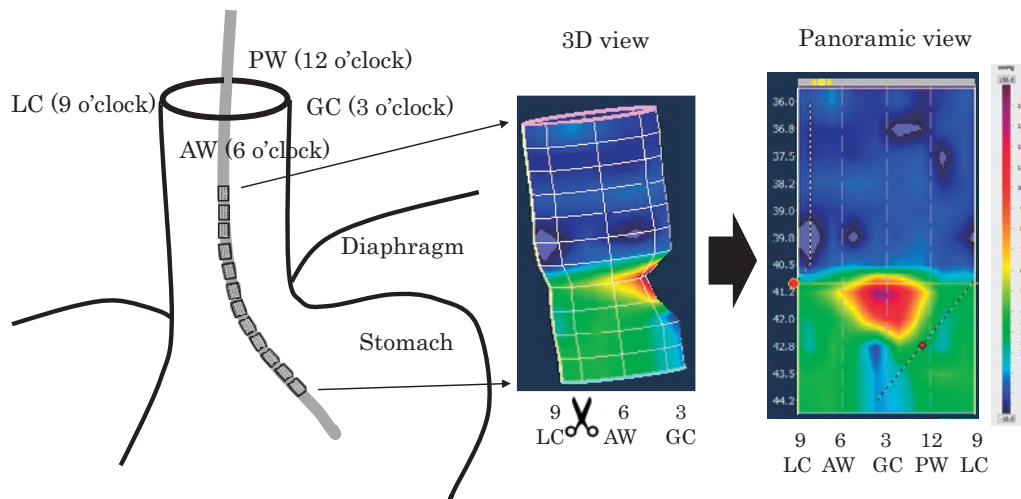 PW (12 o'clock)
LC (9 o'clock)
GC (3 o'clock)
AW (6 o'clock)
Diaphragm
Stomach
3D view
9 6 3
LC AW GC
Panoramic view
36.0
36.8
37.5
38.2
39.0
39.8
40.5
41.2
42.0
42.8
43.5
44.2
9 6 3 12 9
LC AW GC PW LC
mmHg
150.0